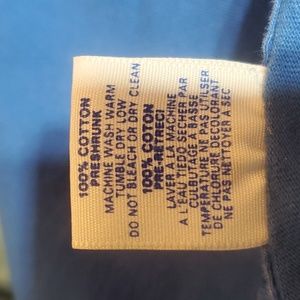 100% COTTON
PRESHRUNK
MACHINE WASH WARM
TUMBLE DRY LOW
DO NOT BLEACH OR DRY CLEAN
100% COTON
PRE-RETRECI
LAVER A LA MACHINE
A L'EAU TIEDE SECHER PAR
CULBUTAGE A BASSE
TEMPERATURE NE PAS UTILISER
DE CHLORURE DECOLORANT
NE PAS NETTOYER A SEC